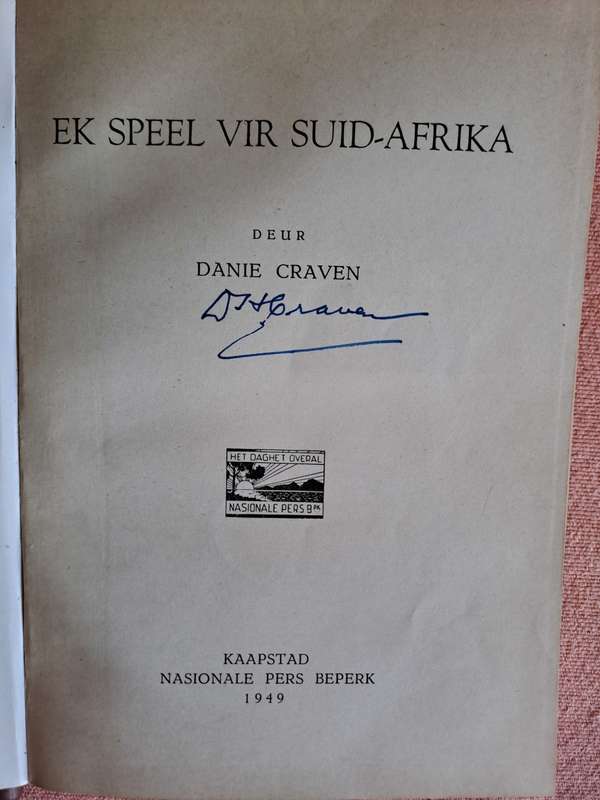 EK SPEEL VIR SUID-AFRIKA
DEUR
DANIE CRAVEN
DHCraven
HET DAGHET OVERAL
NASIONALE PERS BPK
KAAPSTAD
NASIONALE PERS BEPERK
1949